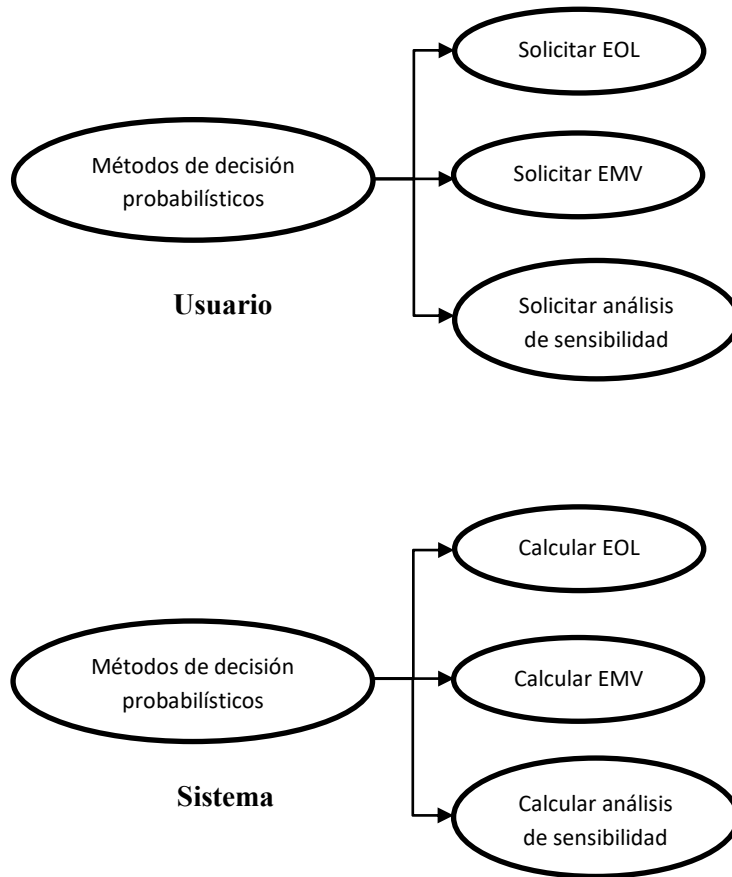 Solicitar EOL
Métodos de decisión
probabilísticos
Solicitar EMV
Usuario
Solicitar análisis
de sensibilidad
Calcular EOL
Métodos de decisión
probabilísticos
Calcular EMV
Sistema
Calcular análisis
de sensibilidad